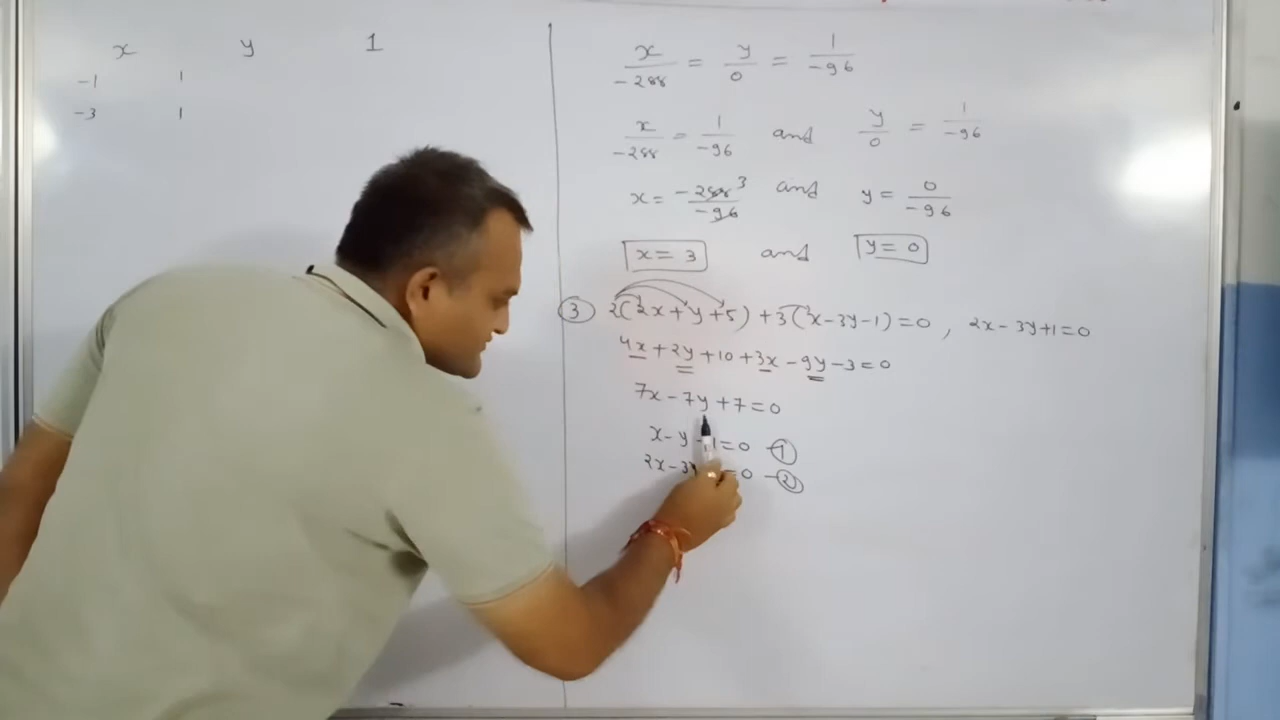 x y 1
-1 1
-3 1
x/-288 = y/0 = 1/-96
x/-288 = 1/-96 and y/0 = 1/-96
x = -288 3/-96 and y = 0/-96
x = 3 and y = 0
③ 2(2x+y+5)+3(x-3y-1)=0, 2x-3y+1=0
4x+2y+10+3x-9y-3=0
7x-7y+7=0
x-y 1=0 -①
2x-3 =0 -②